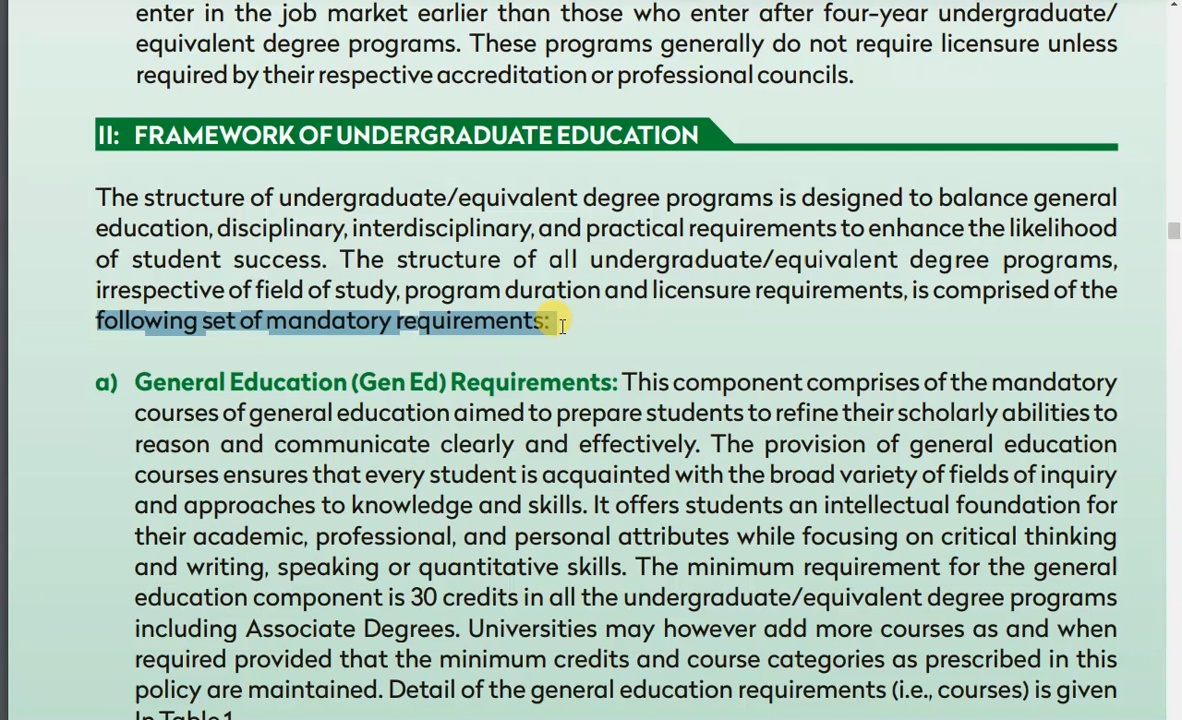 enter in the job market earlier than those who enter after four-year undergraduate/
equivalent degree programs. These programs generally do not require licensure unless
required by their respective accreditation or professional councils.
II: FRAMEWORK OF UNDERGRADUATE EDUCATION
The structure of undergraduate/equivalent degree programs is designed to balance general
education, disciplinary, interdisciplinary, and practical requirements to enhance the likelihood
of student success. The structure of all undergraduate/equivalent degree programs,
irrespective of field of study, program duration and licensure requirements, is comprised of the
following set of mandatory requirements:
a) General Education (Gen Ed) Requirements: This component comprises of the mandatory
courses of general education aimed to prepare students to refine their scholarly abilities to
reason and communicate clearly and effectively. The provision of general education
courses ensures that every student is acquainted with the broad variety of fields of inquiry
and approaches to knowledge and skills. It offers students an intellectual foundation for
their academic, professional, and personal attributes while focusing on critical thinking
and writing, speaking or quantitative skills. The minimum requirement for the general
education component is 30 credits in all the undergraduate/equivalent degree programs
including Associate Degrees. Universities may however add more courses as and when
required provided that the minimum credits and course categories as prescribed in this
policy are maintained. Detail of the general education requirements (i.e., courses) is given
In Table 1